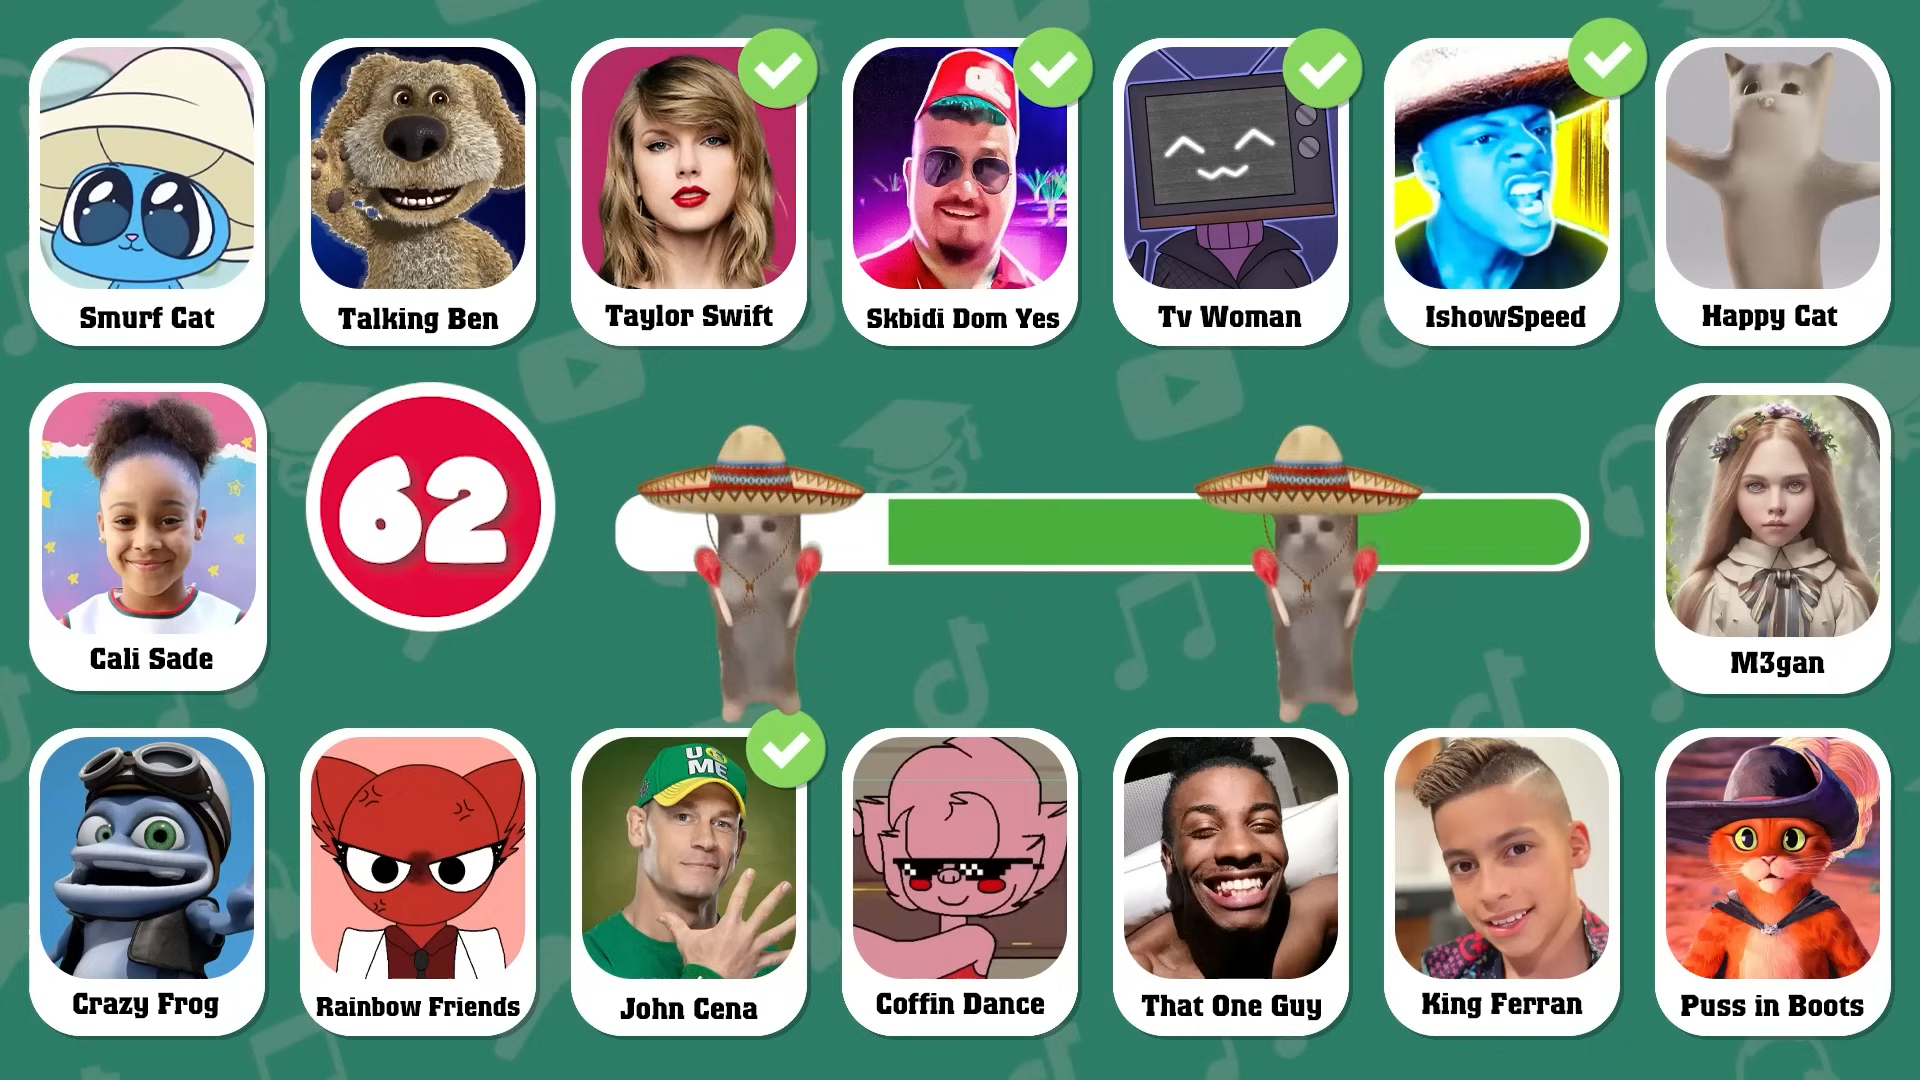 Smurf Cat
Talking Ben
Taylor Swift
Skbidi Dom Yes
Tv Woman
IshowSpeed
Happy Cat
Cali Sade
62
M3gan
Crazy Frog
Rainbow Friends
U C
ME
John Cena
Coffin Dance
That One Guy
King Ferran
Puss in Boots